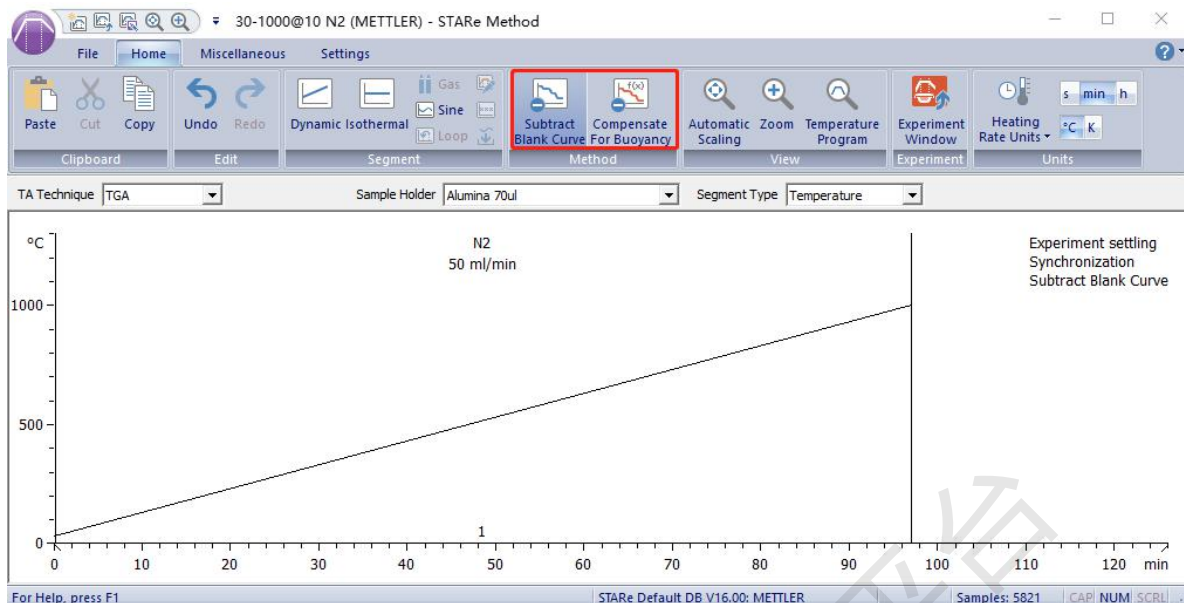 30-1000@10 N2 (METTLER) - STARe Method
File Home Miscellaneous Settings
Paste Cut Copy
Clipboard
Undo Redo
Edit
Dynamic Isothermal Gas Sine Loop
Segment
Subtract Blank Curve
Compensate For Buoyancy
f(x)
Method
Automatic Scaling
Zoom
Temperature Program
View
Experiment Window
Experiment
Heating Rate Units
s min h
°C K
Units
TA Technique TGA Sample Holder Alumina 70ul Segment Type Temperature
°C
N2
50 ml/min
Experiment settling
Synchronization
Subtract Blank Curve
1000
500
0
1
0 10 20 30 40 50 60 70 80 90 100 110 120 min
For Help, press F1 STARe Default DB V16.00: METTLER Samples: 5821 CAP NUM SCRL
平台